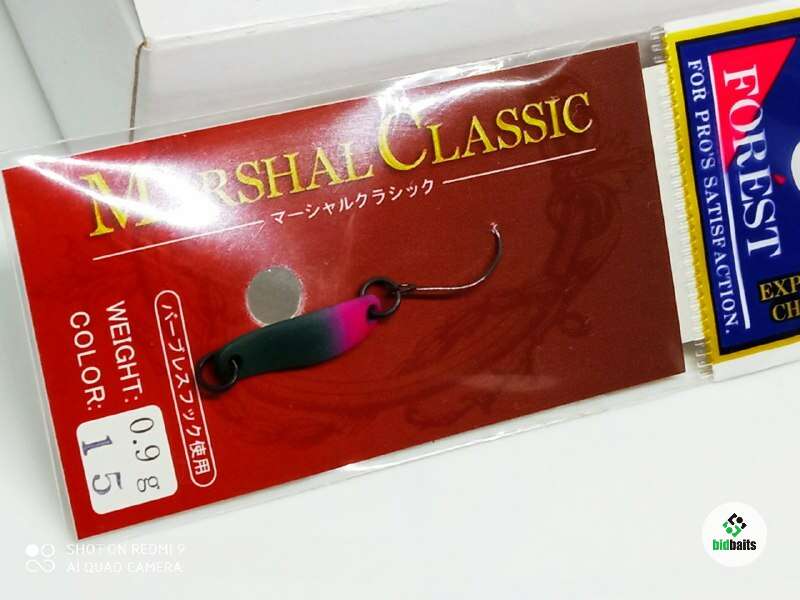 MARSHAL CLASSIC
マーシャルクラシック
WEIGHT: 0.9g
COLOR: 15
バーブレスフック使用
FORÉST
FOR PRO'S SATISFACTION.
EXP
CH
bidbaits
SHOT ON REDMI 9
AI QUAD CAMERA